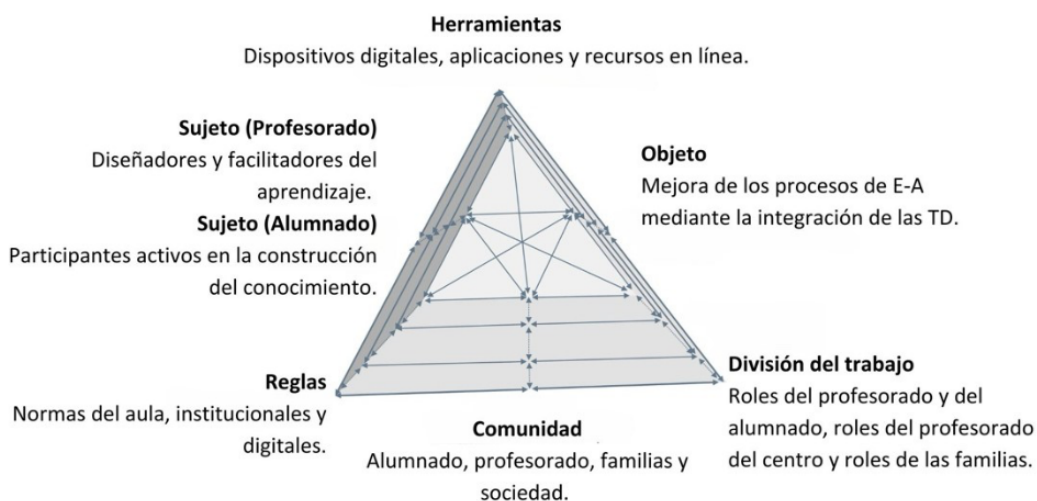 Herramientas
Dispositivos digitales, aplicaciones y recursos en línea.
Sujeto (Profesorado)
Diseñadores y facilitadores del
aprendizaje.
Sujeto (Alumnado)
Participantes activos en la construcción
del conocimiento.
Objeto
Mejora de los procesos de E-A
mediante la integración de las TD.
Reglas
Normas del aula, institucionales y
digitales.
Comunidad
Alumnado, profesorado, familias y
sociedad.
División del trabajo
Roles del profesorado y del
alumnado, roles del profesorado
del centro y roles de las familias.